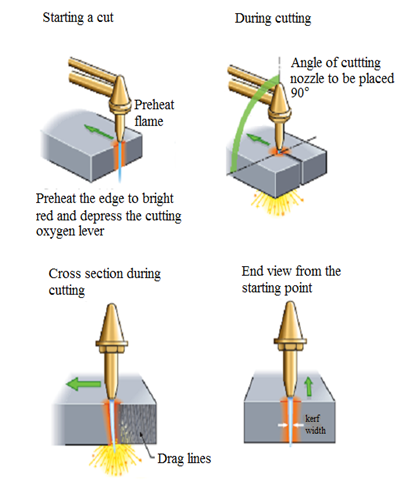 Starting a cut
During cutting
Preheat
flame
Angle of cuttting
nozzle to be placed
90°
Preheat the edge to bright
red and depress the cutting
oxygen lever
Cross section during
cutting
End view from the
starting point
kerf
width
Drag lines